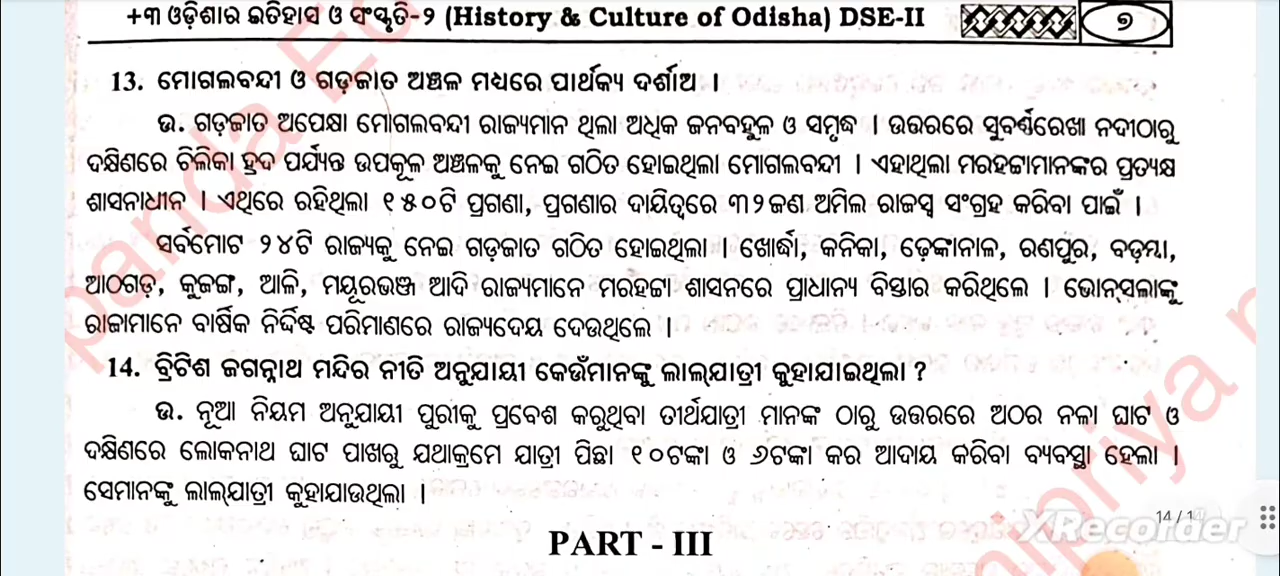 +୩ ଓଡ଼ିଶାର ଇତିହାସ ଓ ସଂସ୍କୃତି-୨ (History & Culture of Odisha) DSE-II ୭
13. ମୋଗଲବନ୍ଦୀ ଓ ଗଡ଼ଜାତ ଅଞ୍ଚଳ ମଧ୍ୟରେ ପାର୍ଥକ୍ୟ ଦର୍ଶାଅ ।
ଉ. ଗଡ଼ଜାତ ଅପେକ୍ଷା ମୋଗଲବନ୍ଦୀ ରାଜ୍ୟମାନ ଥିଲା ଅଧିକ ଜନବହୁଳ ଓ ସମୃଦ୍ଧ । ଉତ୍ତରରେ ସୁବର୍ଣ୍ଣରେଖା ନଦୀଠାରୁ
ଦକ୍ଷିଣରେ ଚିଲିକା ହ୍ରଦ ପର୍ଯ୍ୟନ୍ତ ଉପକୂଳ ଅଞ୍ଚଳକୁ ନେଇ ଗଠିତ ହୋଇଥିଲା ମୋଗଲବନ୍ଦୀ । ଏହାଥିଲା ମରହଟ୍ଟାମାନଙ୍କର ପ୍ରତ୍ୟକ୍ଷ
ଶାସନାଧୀନ । ଏଥିରେ ରହିଥିଲା ୧୫୦ଟି ପ୍ରଗଣା, ପ୍ରଗଣାର ଦାୟିତ୍ୱରେ ୩୨ଜଣ ଅମିଲ ରାଜସ୍ୱ ସଂଗ୍ରହ କରିବା ପାଇଁ ।
ସର୍ବମୋଟ ୨୪ଟି ରାଜ୍ୟକୁ ନେଇ ଗଡ଼ଜାତ ଗଠିତ ହୋଇଥିଲା । ଖୋର୍ଦ୍ଧା, କନିକା, ଢ଼େଙ୍କାନାଳ, ରଣପୁର, ବଡ଼ମ୍ବା,
ଆଠଗଡ଼, କୁଜଙ୍ଗ, ଆଳି, ମୟୂରଭଞ୍ଜ ଆଦି ରାଜ୍ୟମାନେ ମରହଟ୍ଟା ଶାସନରେ ପ୍ରାଧାନ୍ୟ ବିସ୍ତାର କରିଥିଲେ । ଭୋନ୍‌ସଲାଙ୍କୁ
ରାଜାମାନେ ବାର୍ଷିକ ନିର୍ଦ୍ଦିଷ୍ଟ ପରିମାଣରେ ରାଜ୍ୟଦେୟ ଦେଉଥିଲେ ।
14. ବ୍ରିଟିଶ ଜଗନ୍ନାଥ ମନ୍ଦିର ନୀତି ଅନୁଯାୟୀ କେଉଁମାନଙ୍କୁ ଲାଲ୍‌ଯାତ୍ରୀ କୁହାଯାଇଥିଲା ?
ଉ. ନୂଆ ନିୟମ ଅନୁଯାୟୀ ପୁରୀକୁ ପ୍ରବେଶ କରୁଥିବା ତୀର୍ଥଯାତ୍ରୀ ମାନଙ୍କ ଠାରୁ ଉତ୍ତରରେ ଅଠର ନଳା ଘାଟ ଓ
ଦକ୍ଷିଣରେ ଲୋକନାଥ ଘାଟ ପାଖରୁ ଯଥାକ୍ରମେ ଯାତ୍ରୀ ପିଛା ୧୦ଟଙ୍କା ଓ ୬ଟଙ୍କା କର ଆଦାୟ କରିବା ବ୍ୟବସ୍ଥା ହେଲା ।
ସେମାନଙ୍କୁ ଲାଲ୍‌ଯାତ୍ରୀ କୁହାଯାଉଥିଲା ।
14 / 14
XRecorder
PART - III